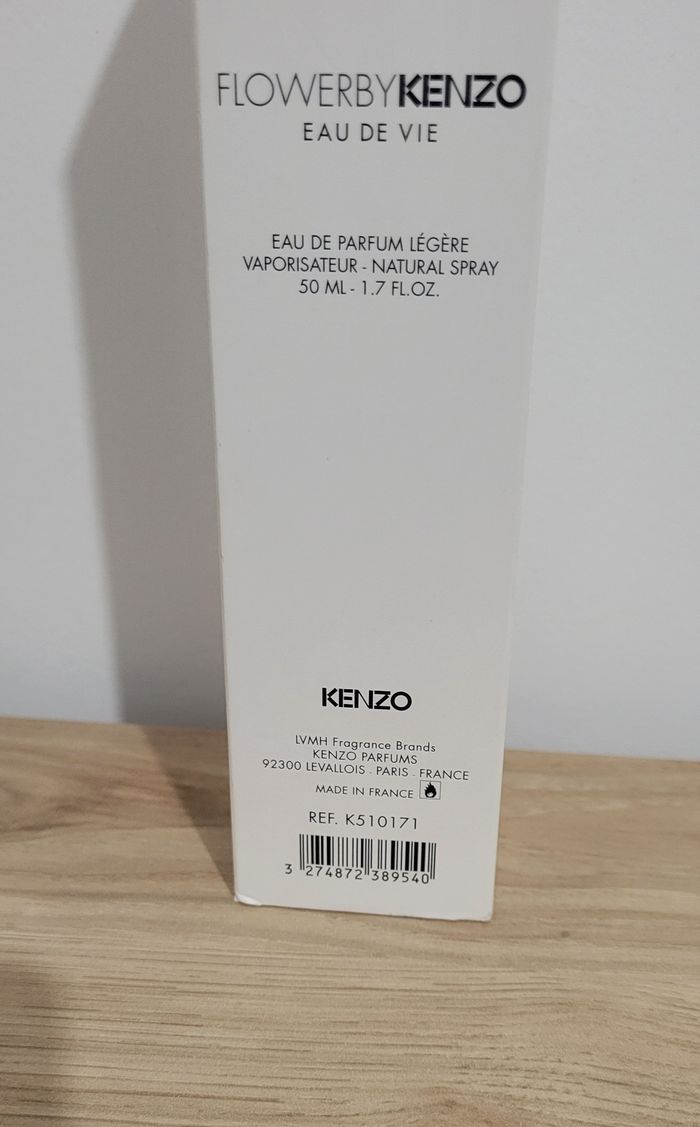 FLOWERBYKENZO
EAU DE VIE
EAU DE PARFUM LÉGÈRE
VAPORISATEUR - NATURAL SPRAY
50 ML - 1.7 FL.OZ.
KENZO
LVMH Fragrance Brands
KENZO PARFUMS
92300 LEVALLOIS . PARIS . FRANCE
MADE IN FRANCE
REF. K510171
3 274872 389540